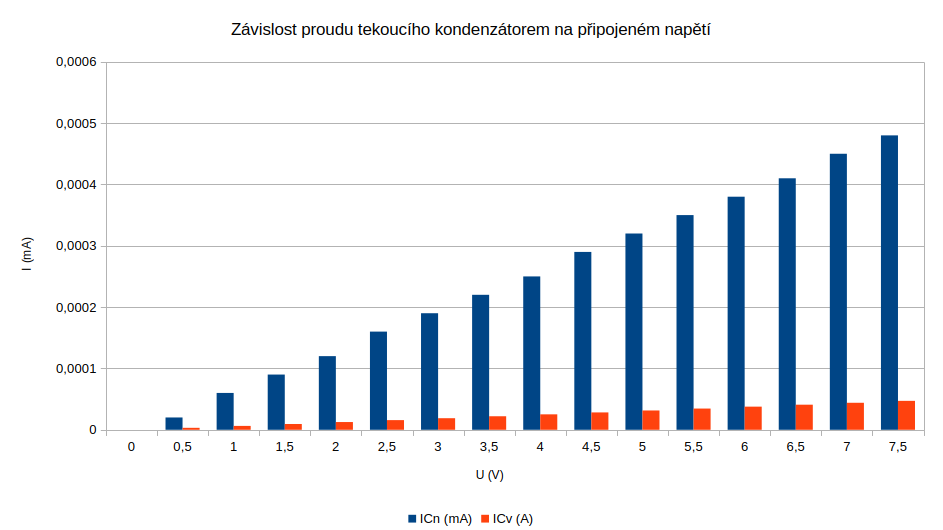 Závislost proudu tekoucího kondenzátorem na připojeném napětí
0,0006
0,0005
0,0004
0,0003
0,0002
0,0001
0
I (mA)
0 0,5 1 1,5 2 2,5 3 3,5 4 4,5 5 5,5 6 6,5 7 7,5
U (V)
ICn (mA) ICv (A)